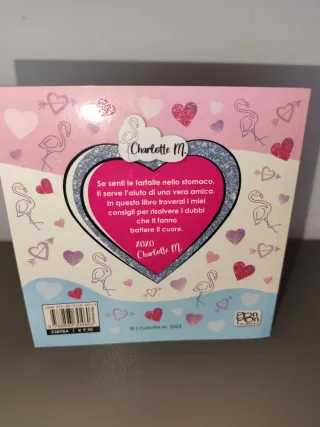 Charlotte M.
Se senti le farfalle nello stomaco,
ti serve l'aiuto di una vera amica.
In questo libro troverai i miei
consigli per risolvere i dubbi
che ti fanno
battere il cuore.
XOXO
Charlotte M.
© Charlotte M. 2023